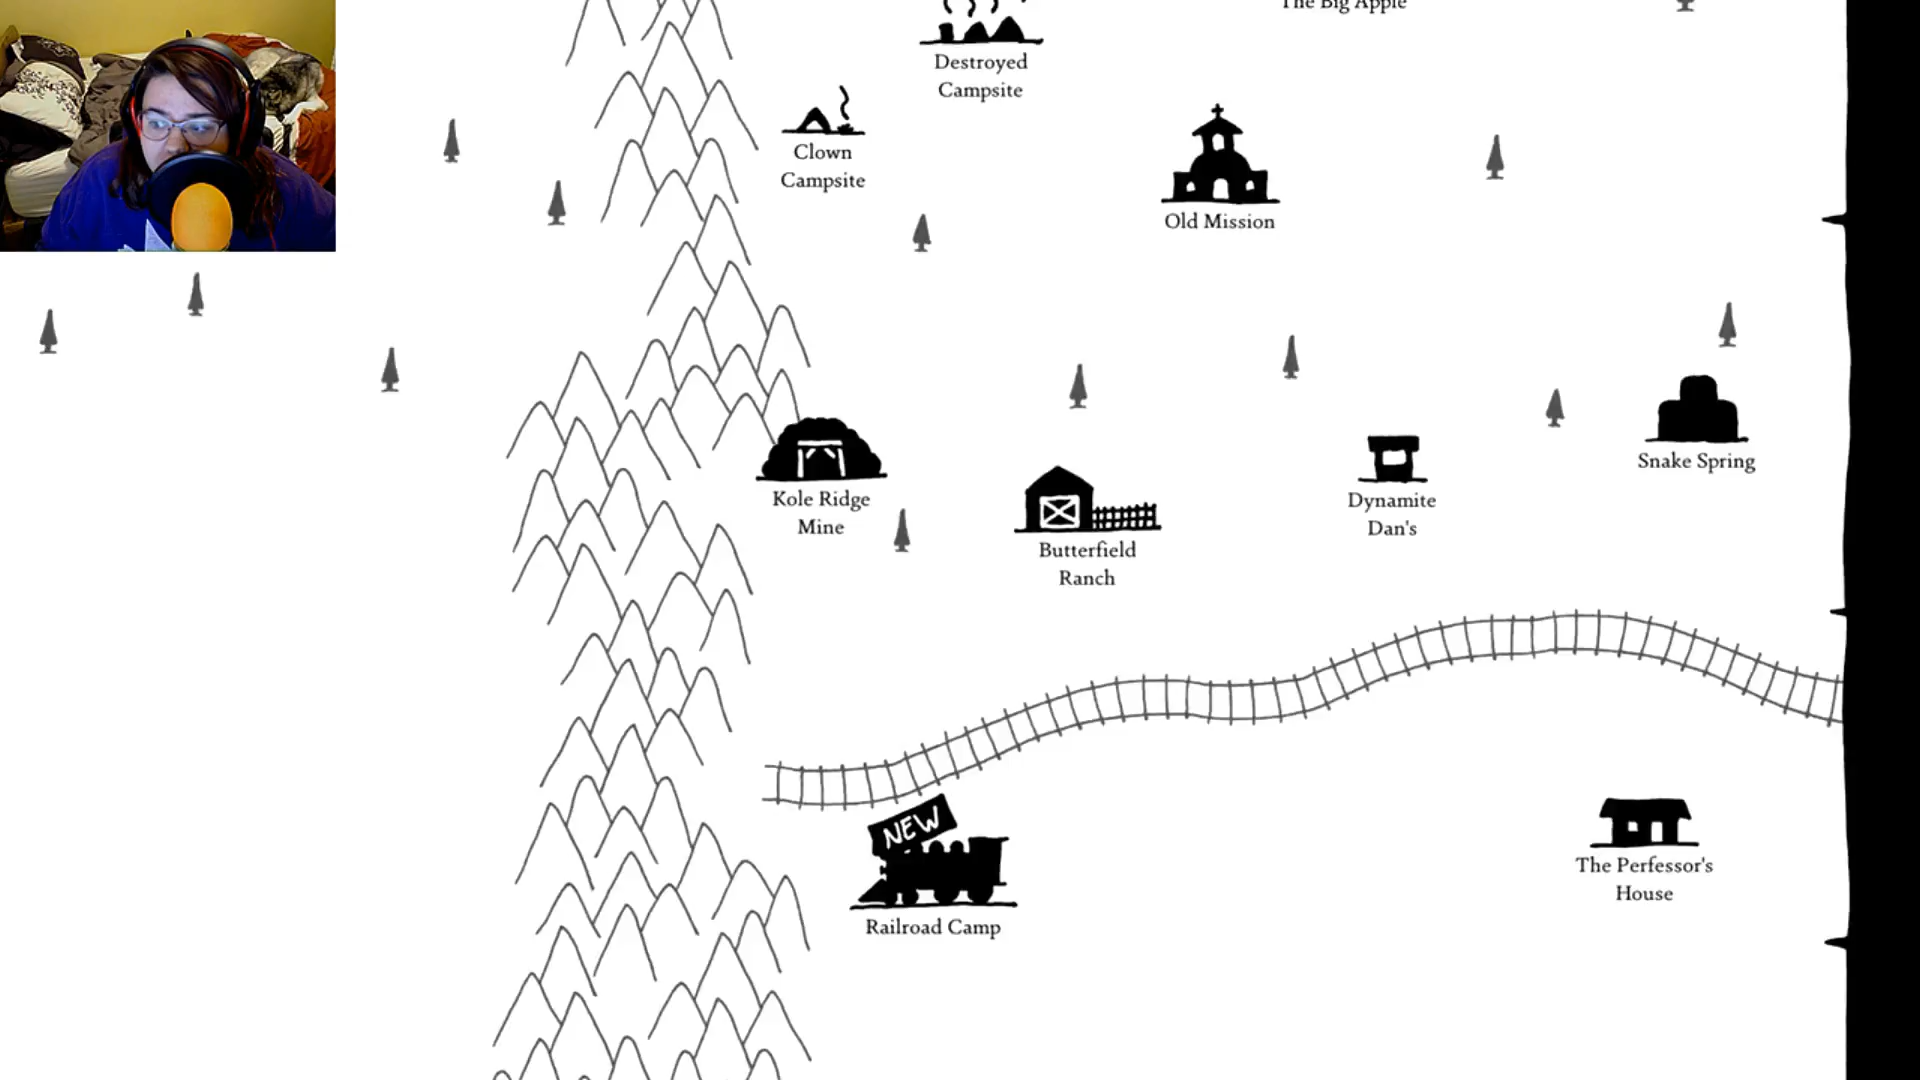 The Big Apple
Destroyed
Campsite
Clown
Campsite
Old Mission
Snake Spring
Kole Ridge
Mine
Dynamite
Dan's
Butterfield
Ranch
NEW
Railroad Camp
The Perfessor's
House